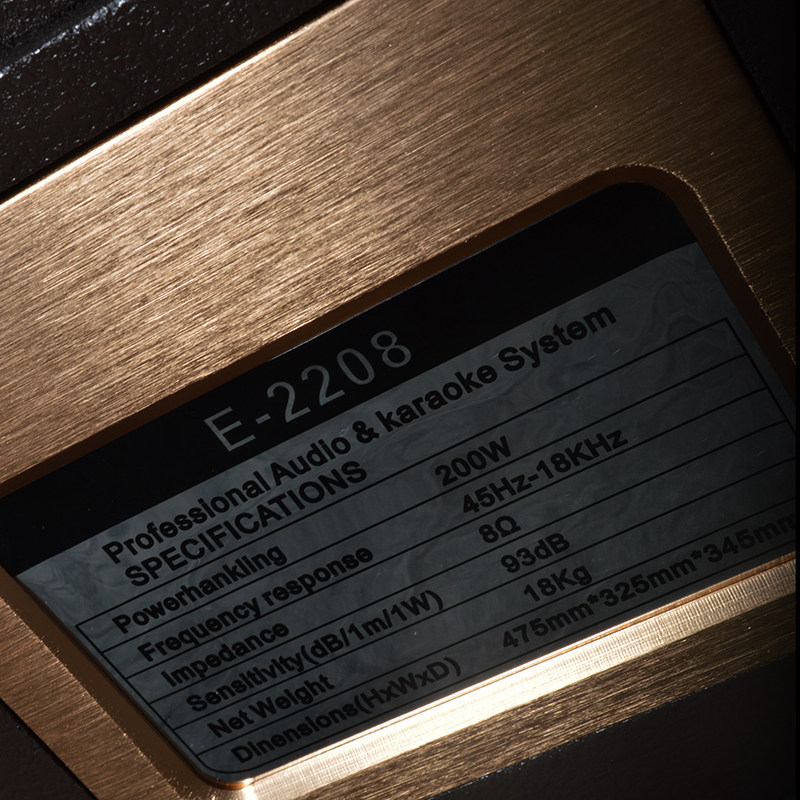 E-2208
Professional Audio & karaoke System
SPECIFICATIONS
Powerhankling 200W
Frequency response 45Hz-18KHz
Impedance 8Ω
Sensitivity(dB/1m/1W) 93dB
Net Weight 18Kg
Dinensions(HxWxD) 475mm*325mm*345mm